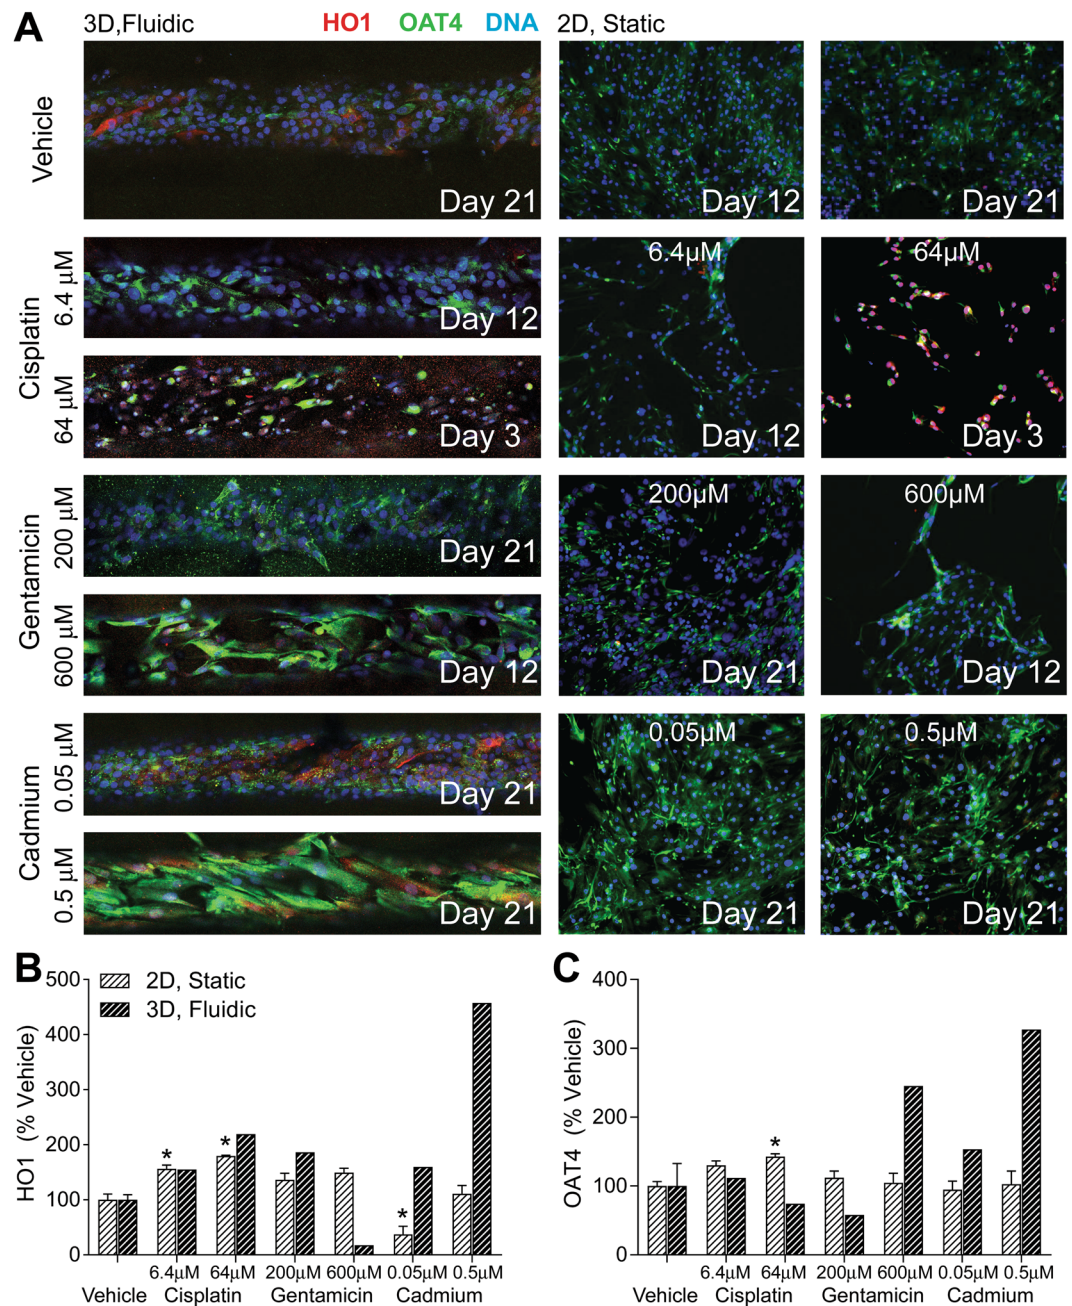 A
3D,Fluidic HO1 OAT4 DNA 2D, Static
Vehicle
Day 21
Day 12
Day 21
Cisplatin
6.4 µM
Day 12
6.4µM
Day 12
64µM
Day 3
64 µM
Day 3
Gentamicin
200 µM
Day 21
200µM
Day 21
600µM
Day 12
600 µM
Day 12
Cadmium
0.05 µM
Day 21
0.05µM
Day 21
0.5µM
Day 21
0.5 µM
Day 21
B
HO1 (% Vehicle)
500
400
300
200
100
0
2D, Static
3D, Fluidic
*
*
*
6.4µM 64µM 200µM 600µM 0.05µM 0.5µM
Vehicle Cisplatin Gentamicin Cadmium
C
OAT4 (% Vehicle)
400
300
200
100
0
*
6.4µM 64µM 200µM 600µM 0.05µM 0.5µM
Vehicle Cisplatin Gentamicin Cadmium